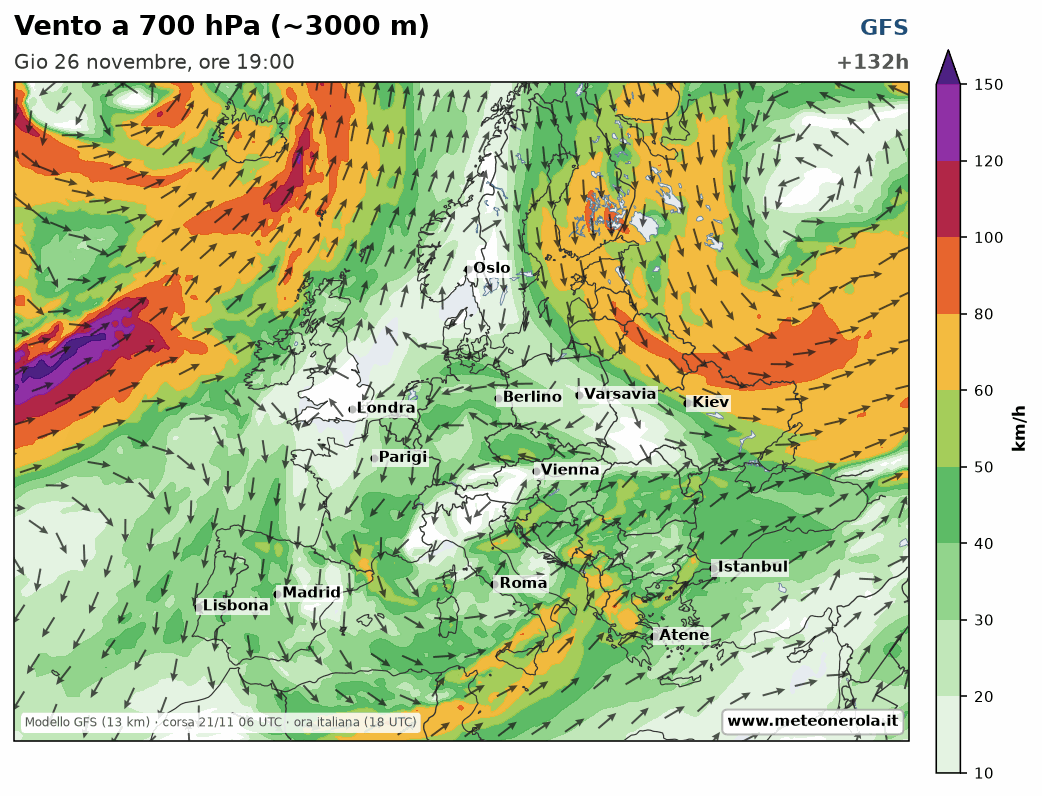 Vento a 700 hPa (~3000 m)
GFS
Gio 26 novembre, ore 19:00
+132h
150
120
100
80
60
50
40
30
20
10
km/h
Oslo
Londra
Berlino
Varsavia
Kiev
Parigi
Vienna
Istanbul
Roma
Madrid
Lisbona
Atene
Modello GFS (13 km) · corsa 21/11 06 UTC · ora italiana (18 UTC)
www.meteonerola.it